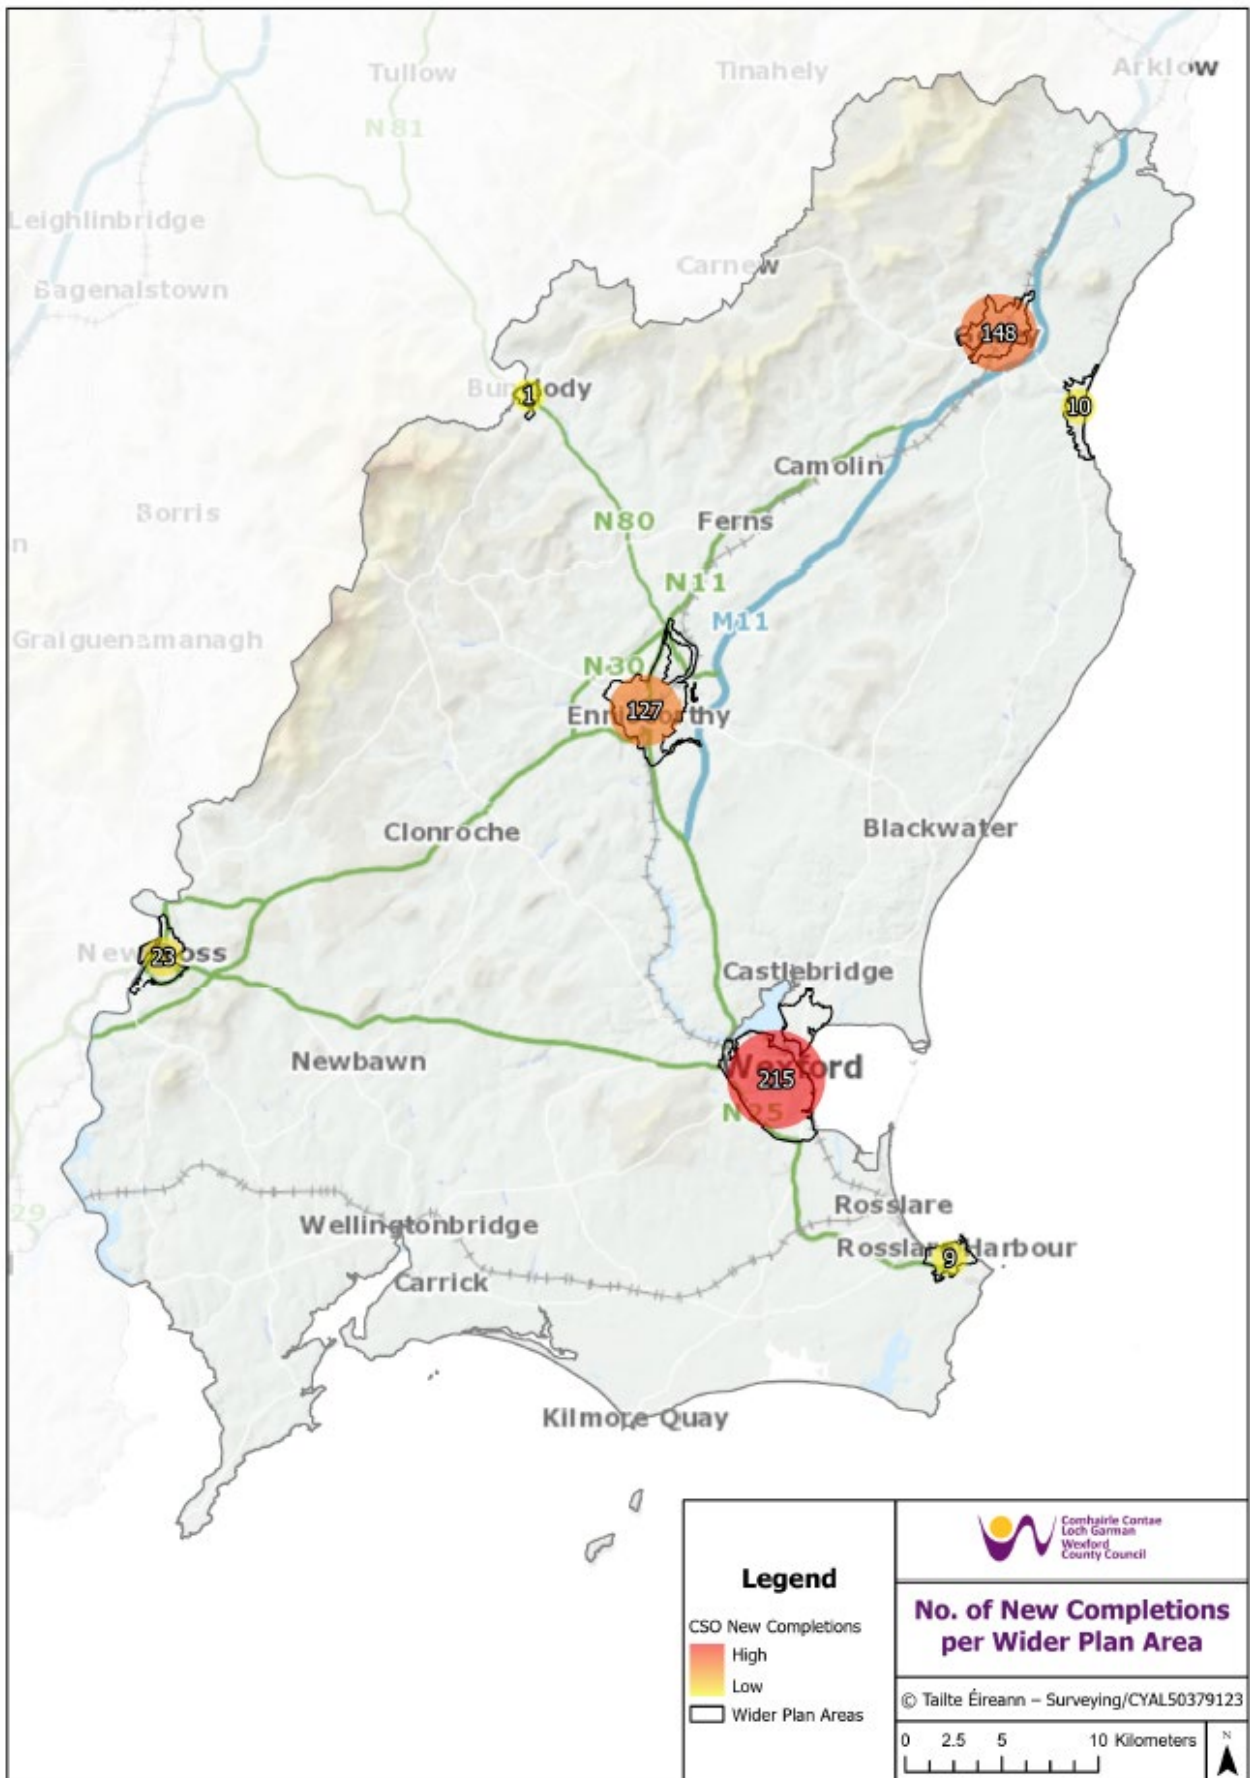 Tullow
Tinahely
Arklow
N 81
Leighlinbridge
Carnew
Bagenalstown
148
1
10
Camolin
Borris
N80
Ferns
N11
M11
Graiguenamanagh
N30
127
Clonroche
Blackwater
23
Castlebridge
Newbawn
Wexford
215
N25
Rosslare
29
Wellingtonbridge
Harbour
9
Carrick
Kilmore Quay
Legend
CSO New Completions
High
Low
Wider Plan Areas
Comhairle Contae
Loch Garman
Wexford
County Council
No. of New Completions
per Wider Plan Area
© Tailte Éireann – Surveying/CYAL50379123
0 2.5 5 10 Kilometers
N